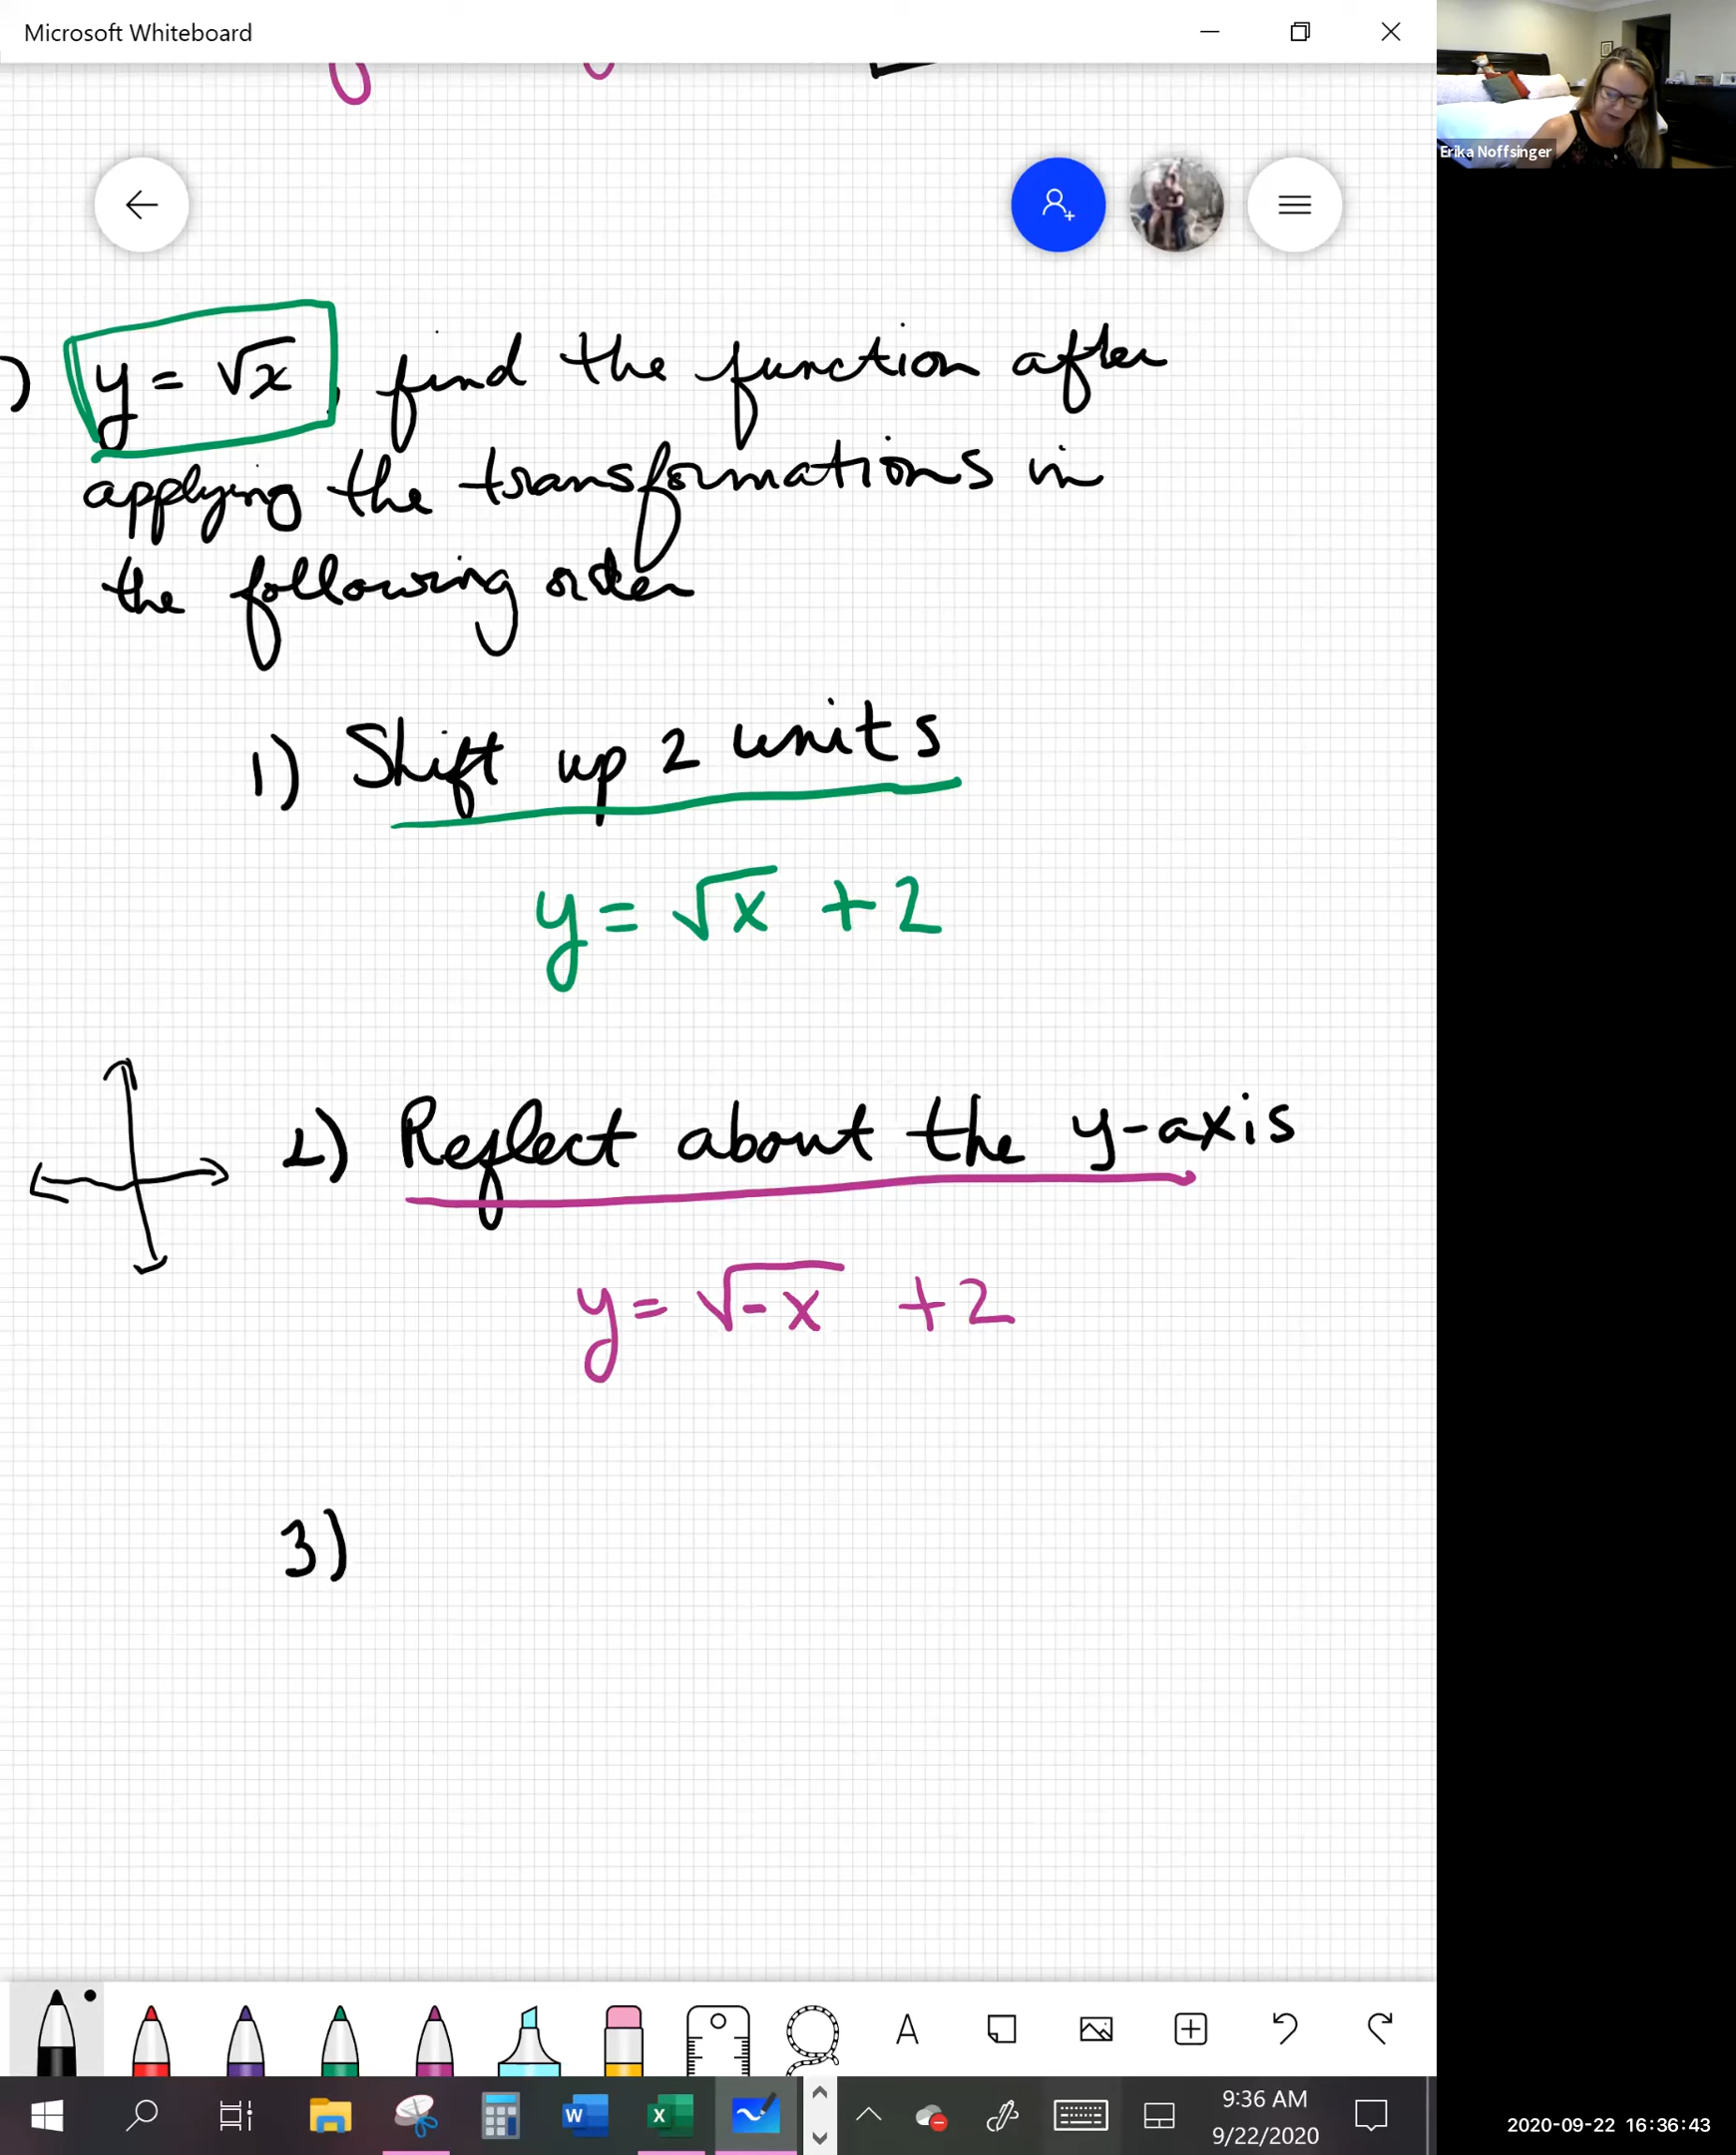 Microsoft Whiteboard
Erika Noffsinger
) y = √x, find the function after
applying the transformations in
the following order
1) Shift up 2 units
y = √x + 2
2) Reflect about the y-axis
y = √-x + 2
3)
A
W
X
9:36 AM
9/22/2020
2020-09-22 16:36:43